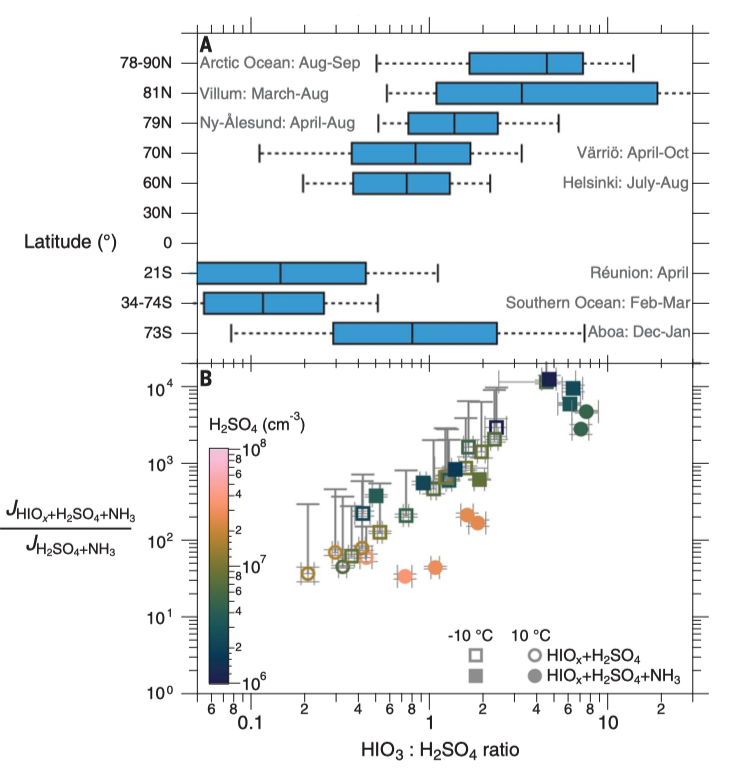 A
78-90N Arctic Ocean: Aug-Sep
81N Villum: March-Aug
79N Ny-Ålesund: April-Aug
70N Värriö: April-Oct
60N Helsinki: July-Aug
30N
Latitude (°) 0
21S Réunion: April
34-74S Southern Ocean: Feb-Mar
73S Aboa: Dec-Jan
B
10⁴
10³
10²
10¹
10⁰
J_HIOₓ+H₂SO₄+NH₃
J_H₂SO₄+NH₃
H₂SO₄ (cm⁻³)
10⁸
8
6
4
2
10⁷
8
6
4
2
10⁶
-10 °C 10 °C
HIOₓ+H₂SO₄
HIOₓ+H₂SO₄+NH₃
6 8 0.1 2 4 6 8 1 2 4 6 8 10 2
HIO₃ : H₂SO₄ ratio